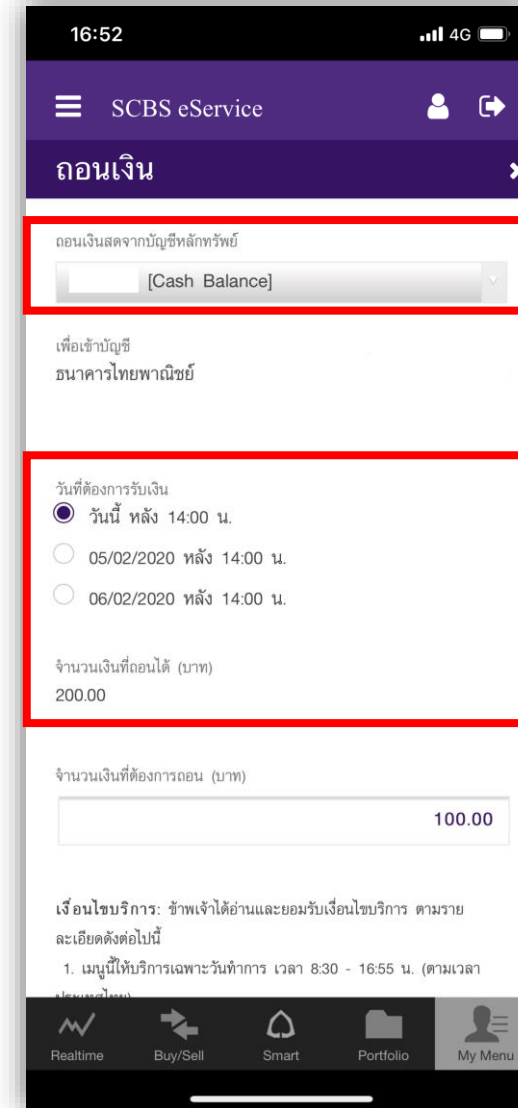 16:52
4G
SCBS eService
ถอนเงิน
ถอนเงินสดจากบัญชีหลักทรัพย์
[Cash Balance]
เพื่อเข้าบัญชี
ธนาคารไทยพาณิชย์
วันที่ต้องการรับเงิน
วันนี้ หลัง 14:00 น.
05/02/2020 หลัง 14:00 น.
06/02/2020 หลัง 14:00 น.
จำนวนเงินที่ถอนได้ (บาท)
200.00
จำนวนเงินที่ต้องการถอน (บาท)
100.00
เงื่อนไขบริการ: ข้าพเจ้าได้อ่านและยอมรับเงื่อนไขบริการ ตามราย
ละเอียดดังต่อไปนี้
1. เมนูนี้ให้บริการเฉพาะวันทำการ เวลา 8:30 - 16:55 น. (ตามเวลา
ประเทศไทย)
Realtime Buy/Sell Smart Portfolio My Menu